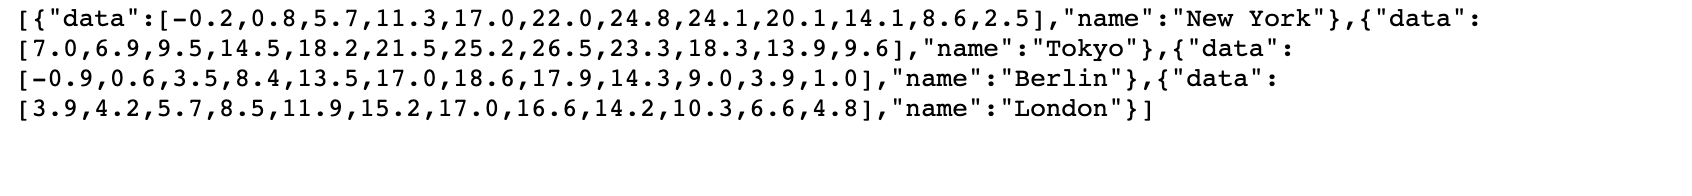 [{"data":[-0.2,0.8,5.7,11.3,17.0,22.0,24.8,24.1,20.1,14.1,8.6,2.5],"name":"New York"},{"data":
[7.0,6.9,9.5,14.5,18.2,21.5,25.2,26.5,23.3,18.3,13.9,9.6],"name":"Tokyo"},{"data":
[-0.9,0.6,3.5,8.4,13.5,17.0,18.6,17.9,14.3,9.0,3.9,1.0],"name":"Berlin"},{"data":
[3.9,4.2,5.7,8.5,11.9,15.2,17.0,16.6,14.2,10.3,6.6,4.8],"name":"London"}]